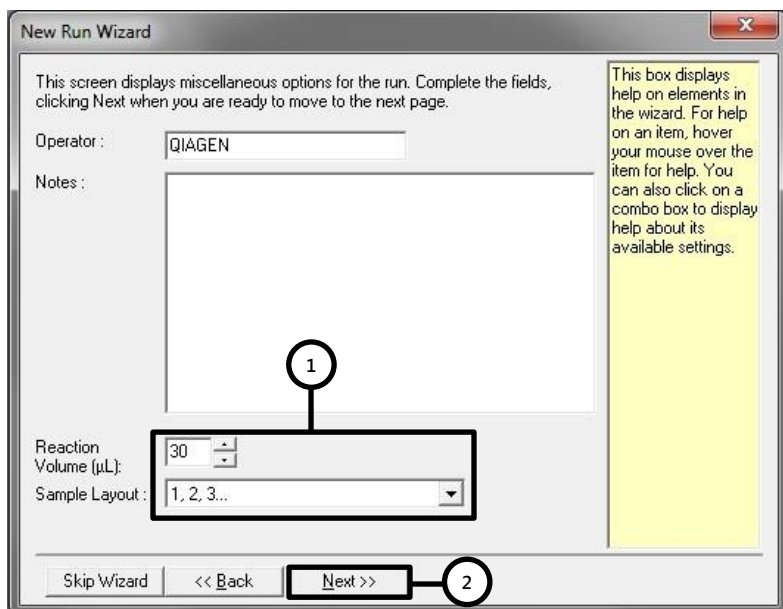 New Run Wizard
This screen displays miscellaneous options for the run. Complete the fields,
clicking Next when you are ready to move to the next page.
Operator :
QIAGEN
Notes :
Reaction
Volume (µL):
30
Sample Layout :
1, 2, 3...
1
Skip Wizard
<< Back
Next >>
2
This box displays
help on elements in
the wizard. For help
on an item, hover
your mouse over the
item for help. You
can also click on a
combo box to display
help about its
available settings.